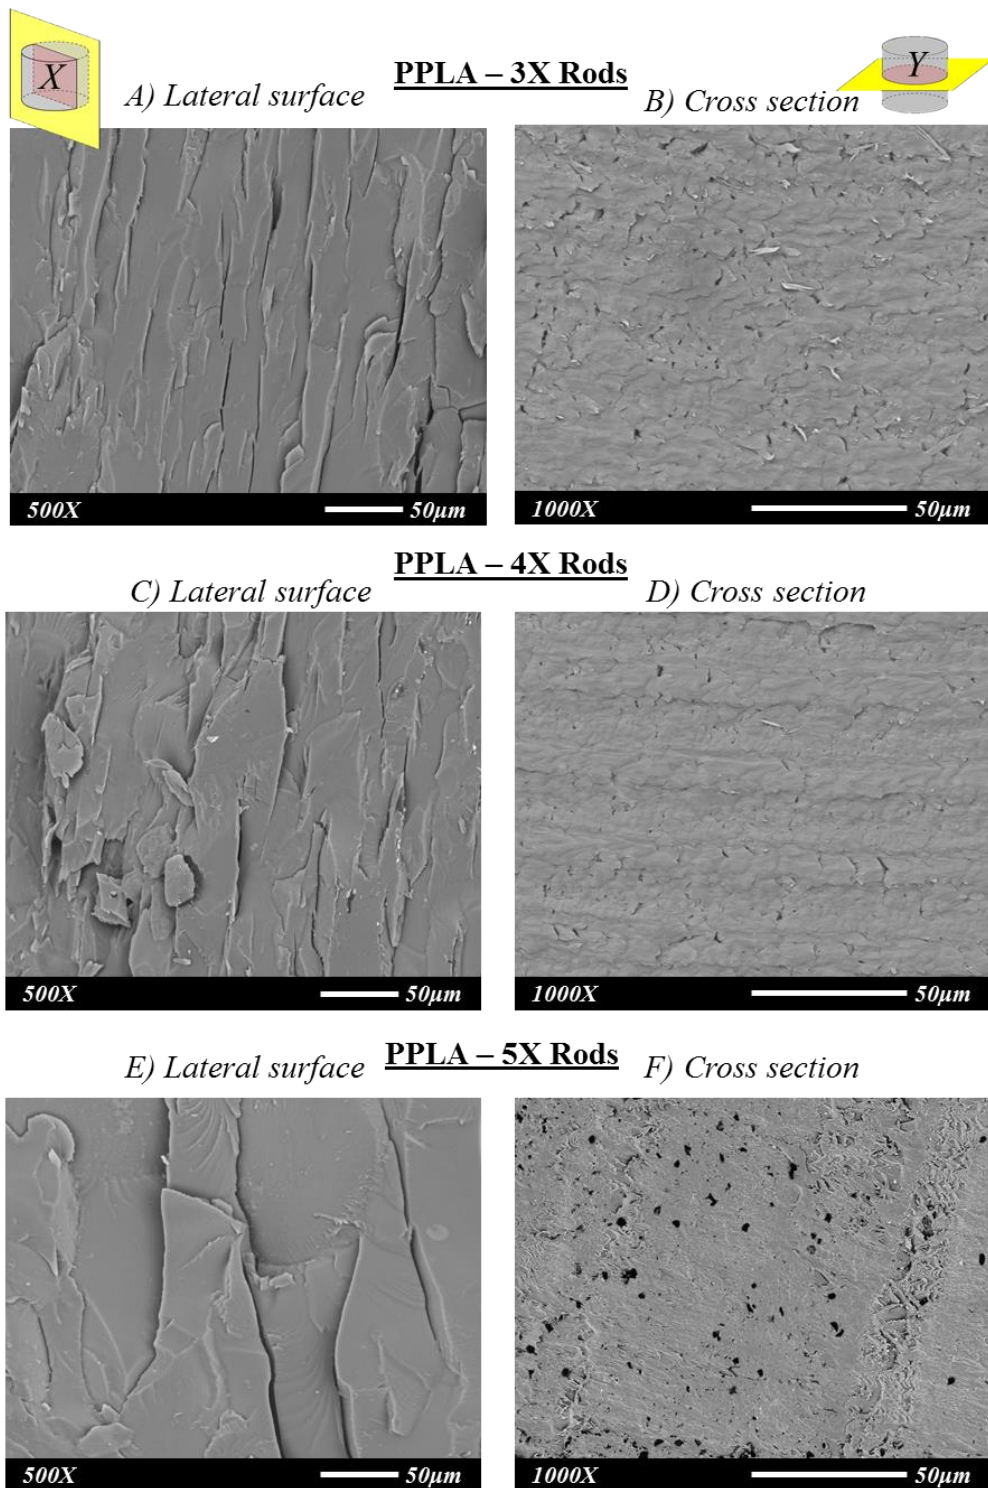 X
PPLA – 3X Rods
Y
A) Lateral surface
B) Cross section
500X 50μm
1000X 50μm
PPLA – 4X Rods
C) Lateral surface
D) Cross section
500X 50μm
1000X 50μm
PPLA – 5X Rods
E) Lateral surface
F) Cross section
500X 50μm
1000X 50μm